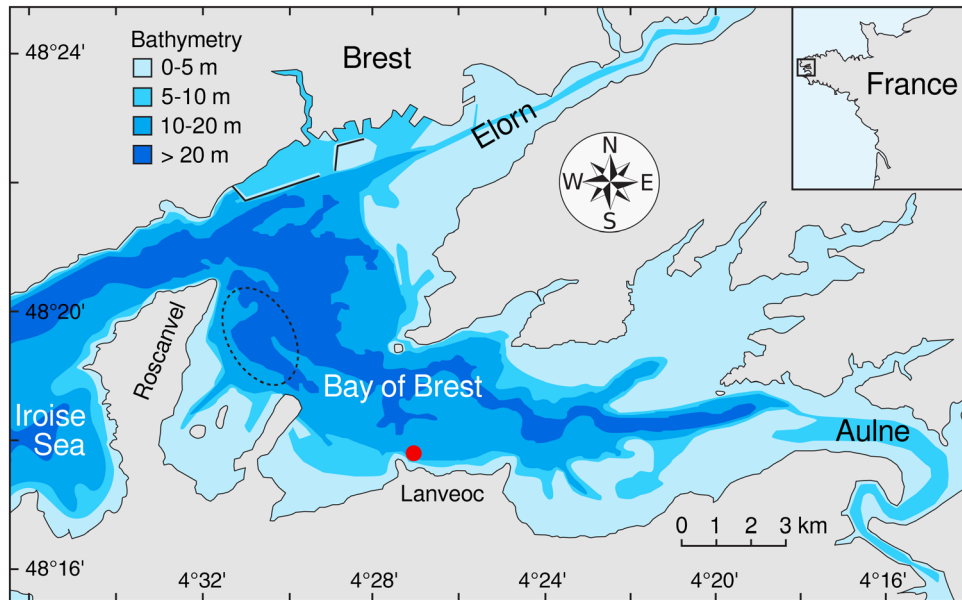 48°24'
Bathymetry
0-5 m
5-10 m
10-20 m
> 20 m
Brest
France
Elorn
N
W
E
S
48°20'
Roscanvel
Bay of Brest
Iroise
Sea
Aulne
Lanveoc
0 1 2 3 km
48°16'
4°32'
4°28'
4°24'
4°20'
4°16'